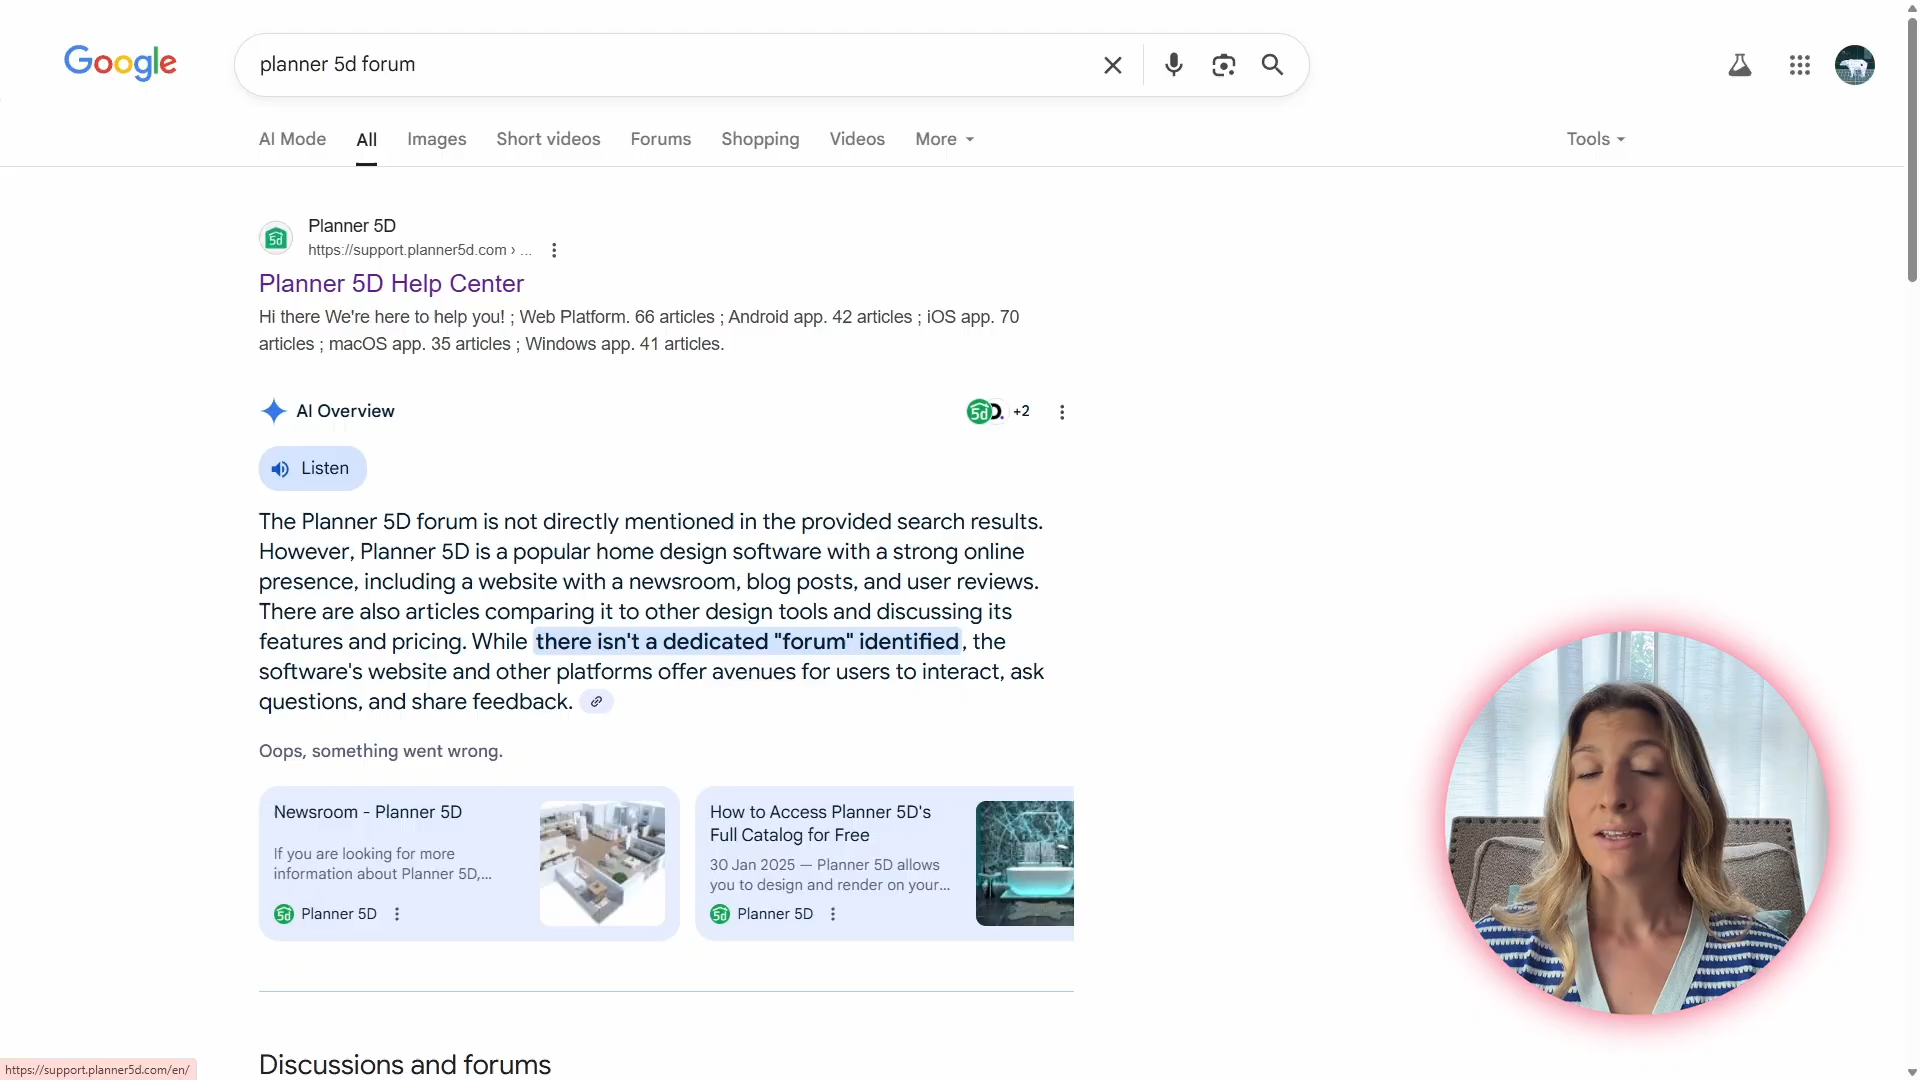 Google
planner 5d forum
AI Mode
All
Images
Short videos
Forums
Shopping
Videos
More
Tools
5d
Planner 5D
https://support.planner5d.com › ...
Planner 5D Help Center
Hi there We're here to help you! ; Web Platform. 66 articles ; Android app. 42 articles ; iOS app. 70
articles ; macOS app. 35 articles ; Windows app. 41 articles.
AI Overview
5d D. +2
Listen
The Planner 5D forum is not directly mentioned in the provided search results.
However, Planner 5D is a popular home design software with a strong online
presence, including a website with a newsroom, blog posts, and user reviews.
There are also articles comparing it to other design tools and discussing its
features and pricing. While there isn't a dedicated "forum" identified, the
software's website and other platforms offer avenues for users to interact, ask
questions, and share feedback.
Oops, something went wrong.
Newsroom - Planner 5D
If you are looking for more
information about Planner 5D,...
5d Planner 5D
How to Access Planner 5D's
Full Catalog for Free
30 Jan 2025 — Planner 5D allows
you to design and render on your...
5d Planner 5D
Discussions and forums
https://support.planner5d.com/en/